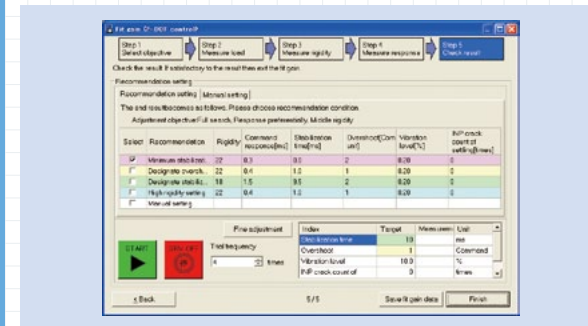 Fit gain (2-DOF control)
Step 1 Step 2 Step 3 Step 4 Step 5
Select objective Measure load Measure rigidity Measure response Check result
Check the result. If satisfactory to the result then exit the fit gain.
Recommendation setting
Recommendation setting Manual setting
The end result becomes as follows. Please choose recommendation condition.
Adjustment objective:Full search, Response preferentially, Middle rigidity
Select Recommendation Rigidity Command response[ms] Stabilization time[ms] Overshoot[Com unit] Vibration level[%] INP crack count at settling[times]
Minimum stabilizati.. 22 0.3 2 0.20 0
Designate oversh... 22 0.4 1.0 1 0.20 0
Designate stabiliz... 18 1.5 9.5 2 0.20 0
High rigidity setting 22 0.4 1.0 1 0.20 0
Manual setting
Fine adjustment
START
Trial frequency
4 times
Index Target Measurem Unit
Stabilization time 10 ms
Overshoot 1 Command
Vibration level 10.0 %
INP crack count of 0 times
< Back 5/5 Save fit gain data Finish